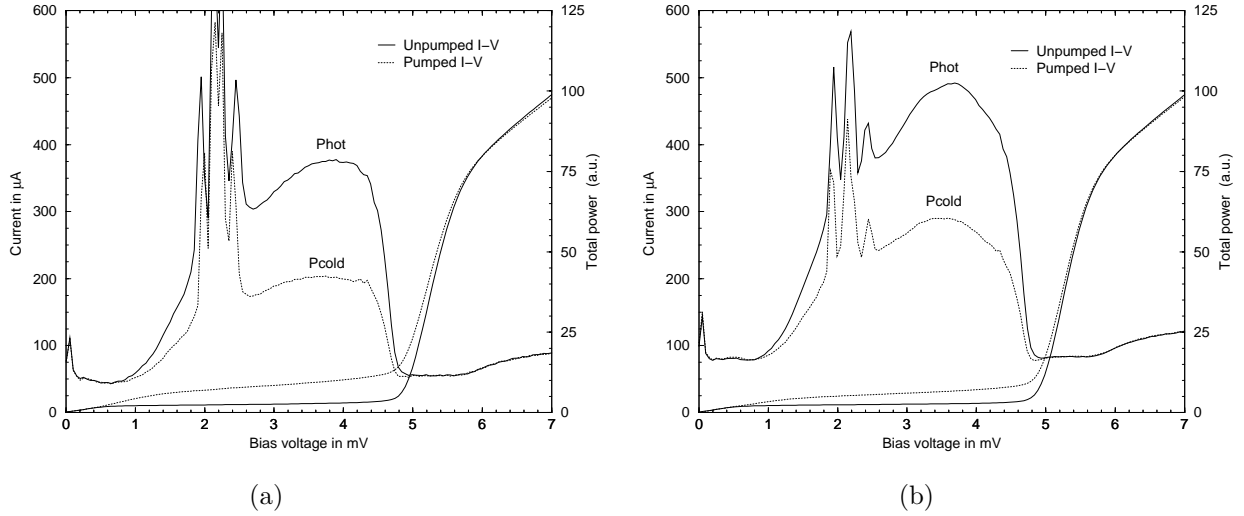 600
500
400
300
200
100
0
Current in µA
0 1 2 3 4 5 6 7
Bias voltage in mV
125
100
75
50
25
0
Total power (a.u.)
Unpumped I−V
Pumped I−V
Phot
Pcold
(a)
600
500
400
300
200
100
0
Current in µA
0 1 2 3 4 5 6 7
Bias voltage in mV
125
100
75
50
25
0
Total power (a.u.)
Unpumped I−V
Pumped I−V
Phot
Pcold
(b)